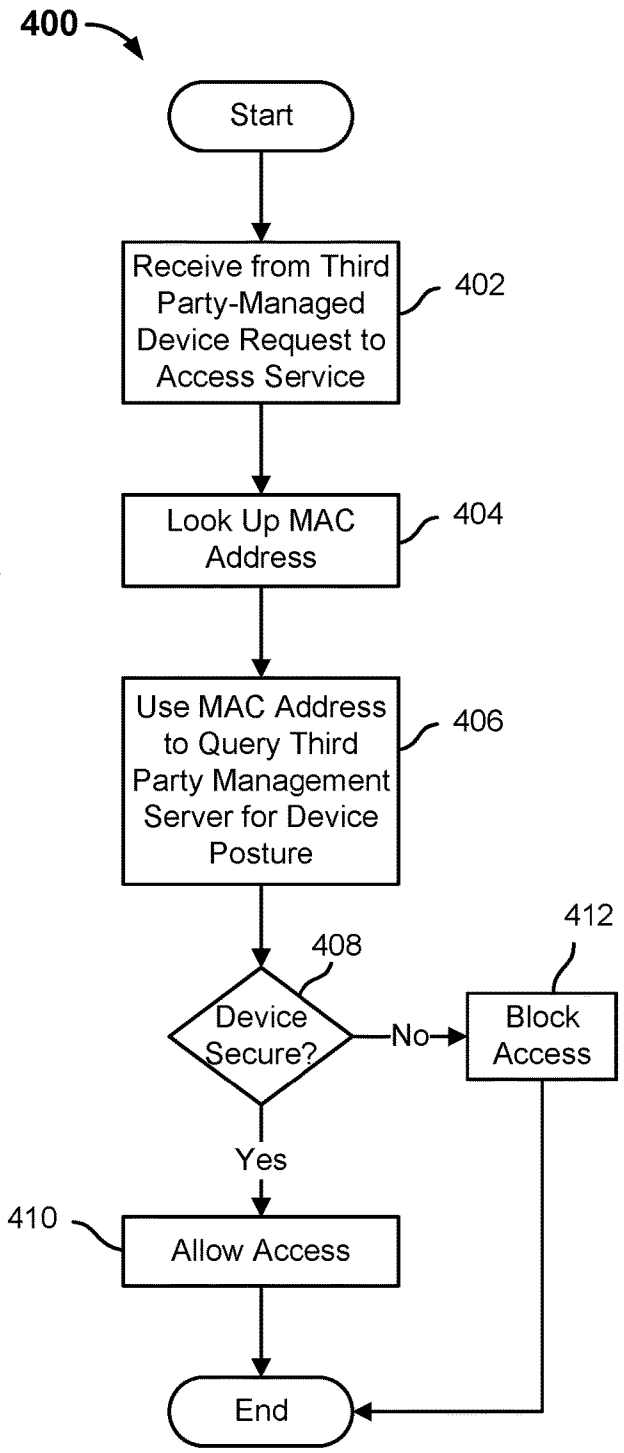 400
Start
Receive from Third
Party-Managed
Device Request to
Access Service
402
Look Up MAC
Address
404
Use MAC Address
to Query Third
Party Management
Server for Device
Posture
406
408
Device
Secure?
No
412
Block
Access
Yes
410
Allow Access
End